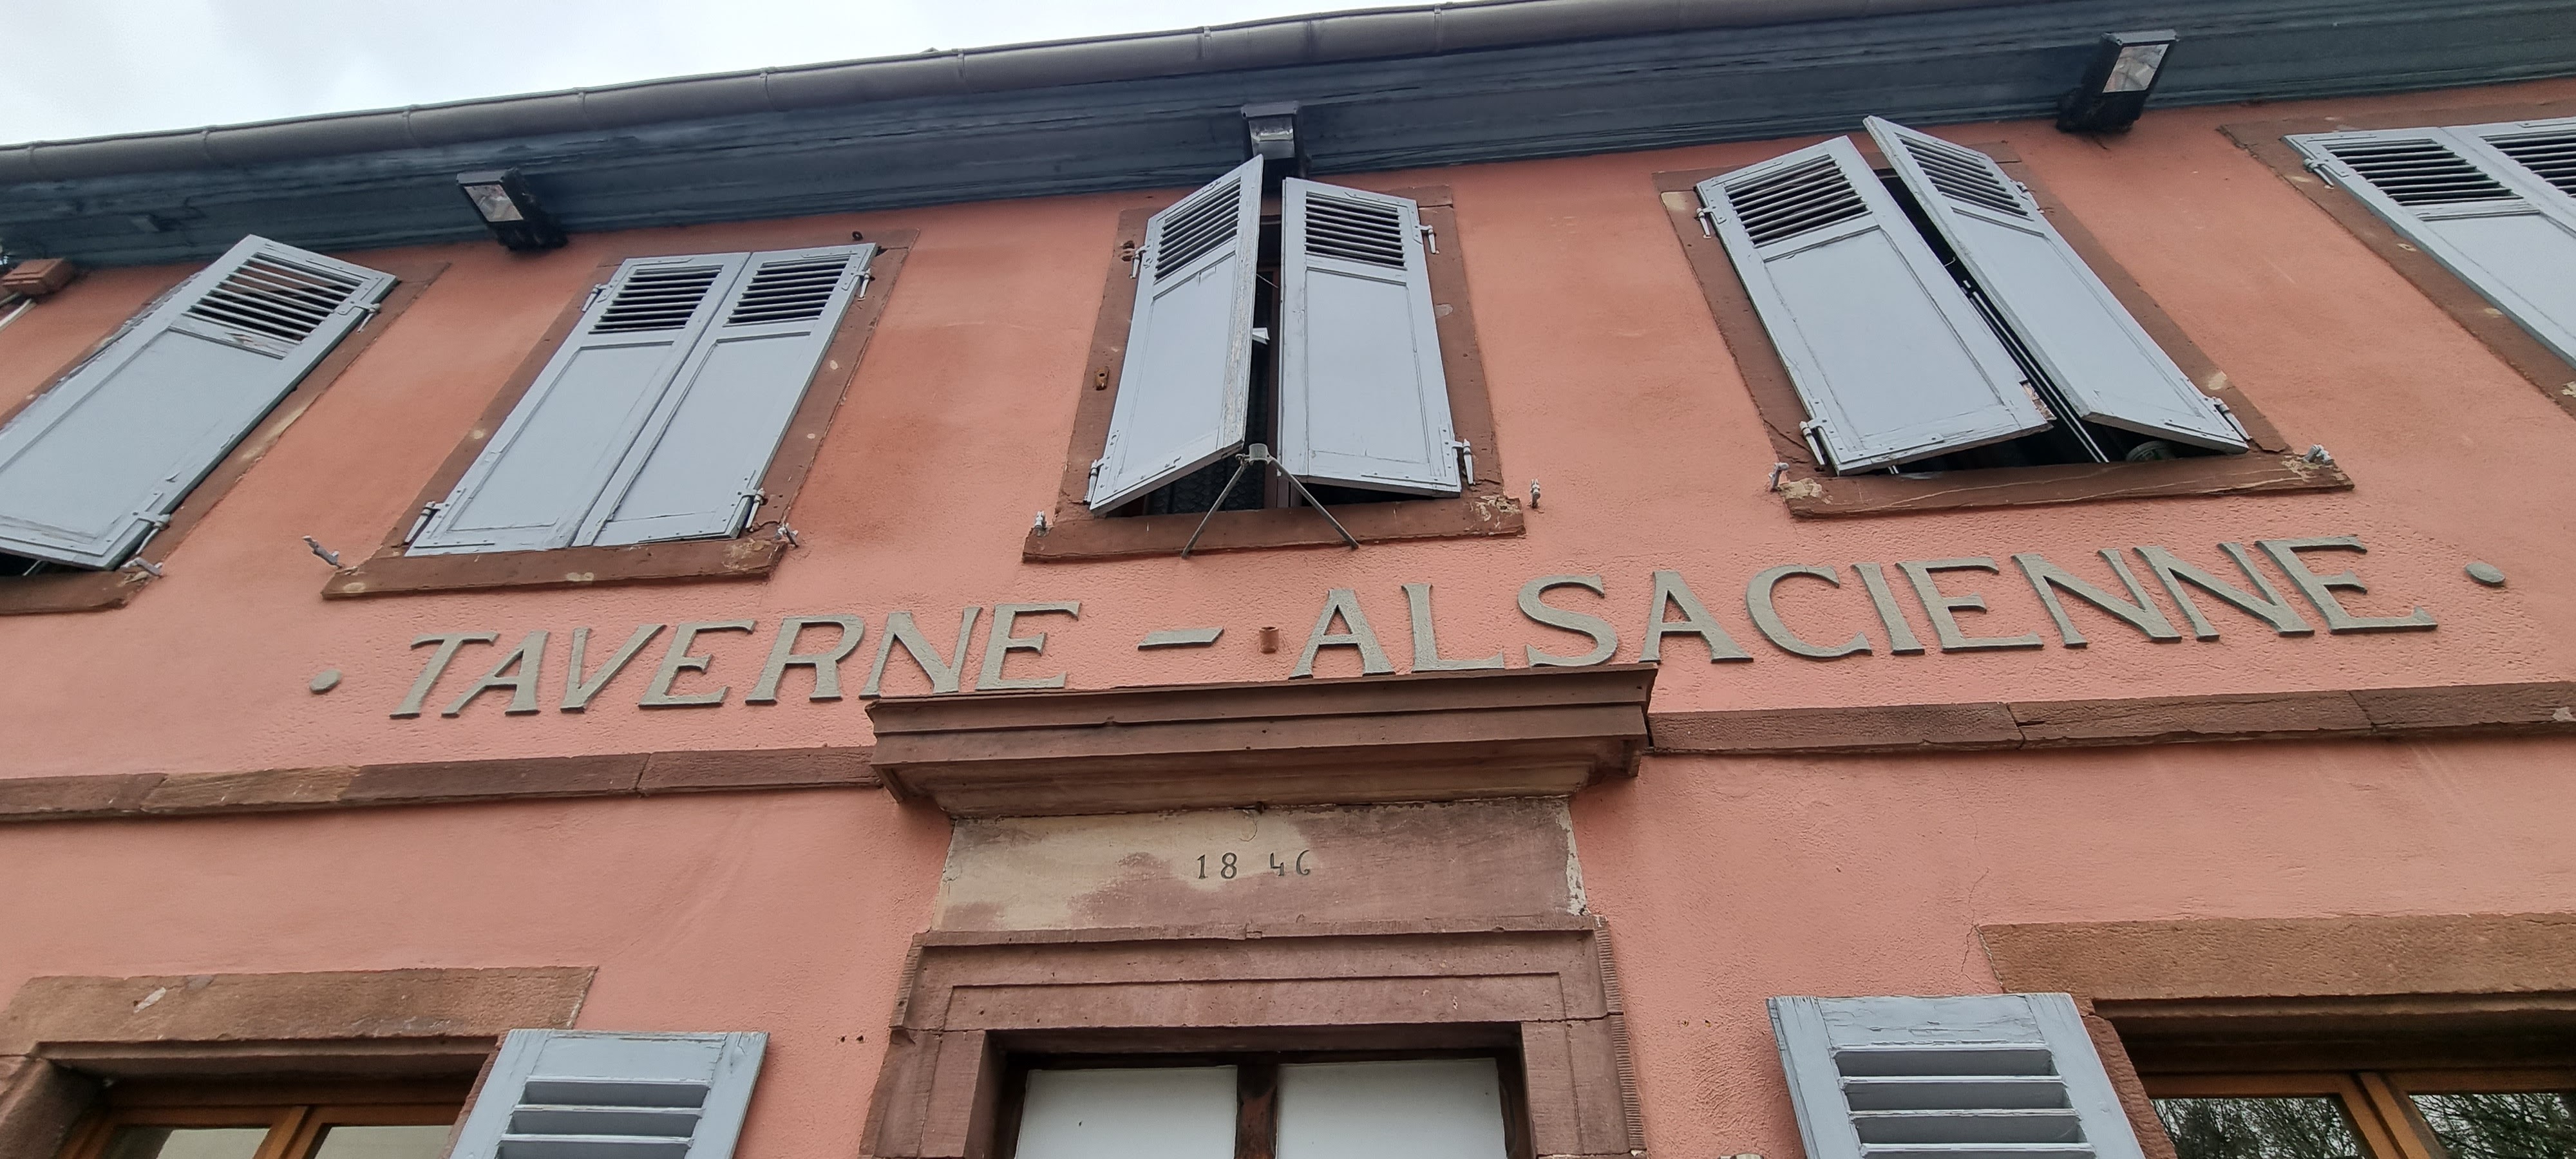 • TAVERNE – ALSACIENNE •
18 46